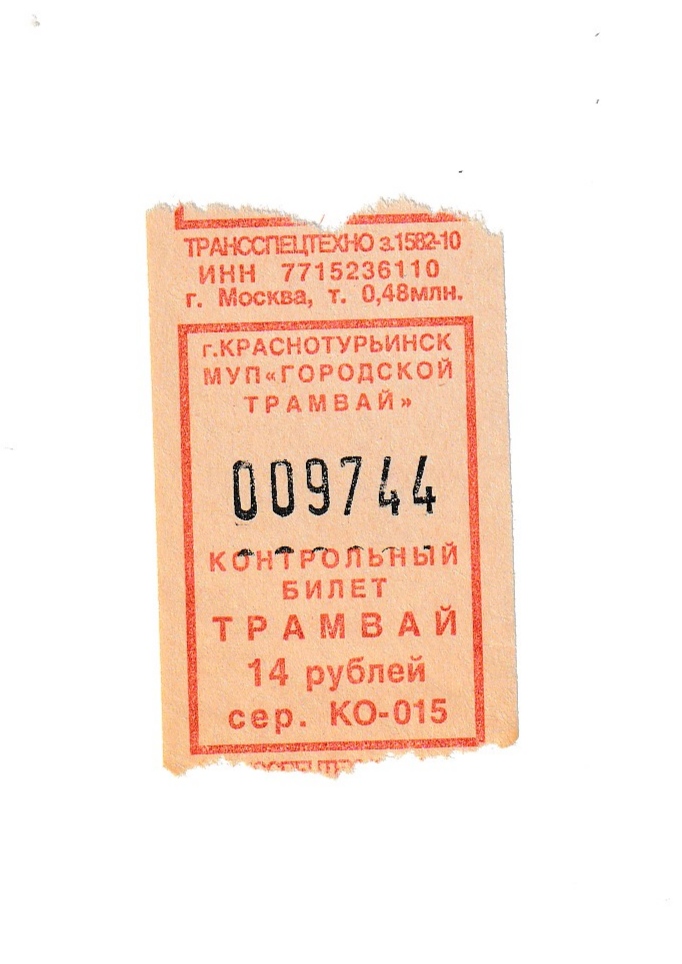 ТРАНССПЕЦТЕХНО з.1582-10
ИНН 7715236110
г. Москва, т. 0,48млн.
г.КРАСНОТУРЬИНСК
МУП«ГОРОДСКОЙ
ТРАМВАЙ»
009744
КОНТРОЛЬНЫЙ
БИЛЕТ
ТРАМВАЙ
14 рублей
сер. КО-015